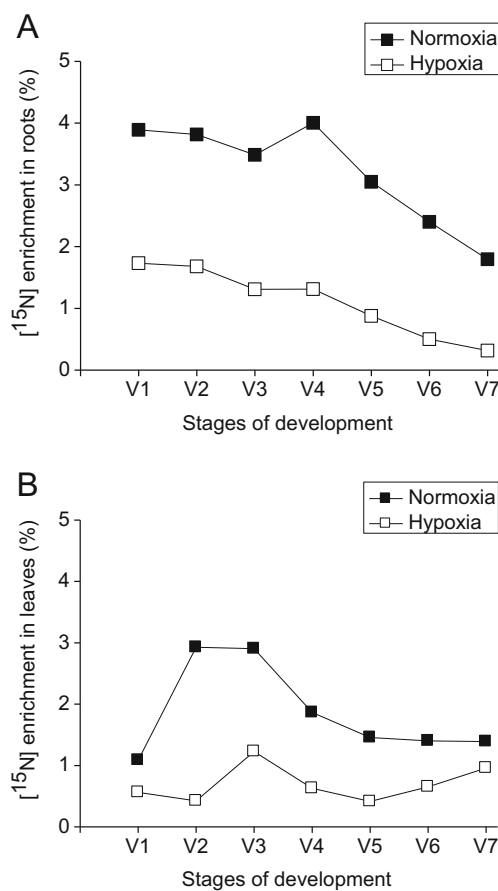 A
Normoxia
Hypoxia
[¹⁵N] enrichment in roots (%)
5
4
3
2
1
0
V1 V2 V3 V4 V5 V6 V7
Stages of development
B
Normoxia
Hypoxia
[¹⁵N] enrichment in leaves (%)
5
4
3
2
1
0
V1 V2 V3 V4 V5 V6 V7
Stages of development